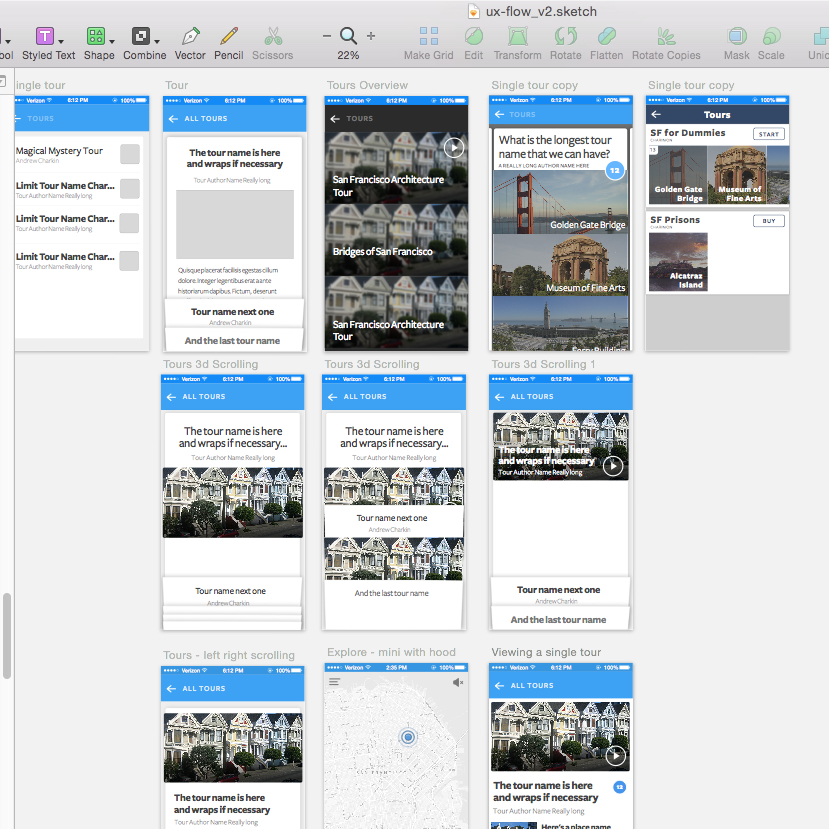 ux-flow_v2.sketch
Styled Text
Shape
Combine
Vector
Pencil
Scissors
22%
Make Grid
Edit
Transform
Rotate
Flatten
Rotate Copies
Mask
Scale
ingle tour
Verizon 6:12 PM 100%
TOURS
Magical Mystery Tour
Andrew Charkin
Limit Tour Name Char...
Tour AuthorName Really long
Limit Tour Name Char...
Tour AuthorName Really long
Limit Tour Name Char...
Tour AuthorName Really long
Tour
Verizon 6:12 PM 100%
ALL TOURS
The tour name is here
and wraps if necessary
Tour AuthorName Really long
Quisque placerat facilisis egestas cillum
dolore. Integer legentibus erat a ante
historiarum dapibus. Fictum, deserunt
Tour name next one
Andrew Charkin
And the last tour name
Tours Overview
Verizon 6:12 PM 100%
TOURS
San Francisco Architecture
Tour
Bridges of San Francisco
San Francisco Architecture
Tour
Single tour copy
Verizon 6:12 PM 100%
TOURS
What is the longest tour
name that we can have?
A REALLY LONG AUTHOR NAME HERE
13
Golden Gate Bridge
Museum of Fine Arts
Ferry Building
Single tour copy
Verizon 6:12 PM 100%
Tours
SF for Dummies
CHARMON
START
13
Golden Gate
Bridge
Museum of
Fine Arts
SF Prisons
CHARMON
BUY
Alcatraz
Island
Tours 3d Scrolling
Verizon 6:12 PM 100%
ALL TOURS
The tour name is here
and wraps if necessary...
Tour Author Name Really long
Tour name next one
Andrew Charkin
Tours 3d Scrolling
Verizon 6:12 PM 100%
ALL TOURS
The tour name is here
and wraps if necessary...
Tour Author Name Really long
Tour name next one
Andrew Charkin
And the last tour name
Tours 3d Scrolling 1
Verizon 6:12 PM 100%
ALL TOURS
The tour name is here
and wraps if necessary
Tour Author Name Really long
Tour name next one
Andrew Charkin
And the last tour name
Tours - left right scrolling
Verizon 6:12 PM 100%
ALL TOURS
The tour name is here
and wraps if necessary
Tour Author Name Really long
Explore - mini with hood
Verizon 2:35 PM 100%
SAN FRANCISCO
Viewing a single tour
Verizon 6:12 PM 100%
ALL TOURS
The tour name is here
and wraps if necessary
13
Tour Author Name Really long
Here's a place name